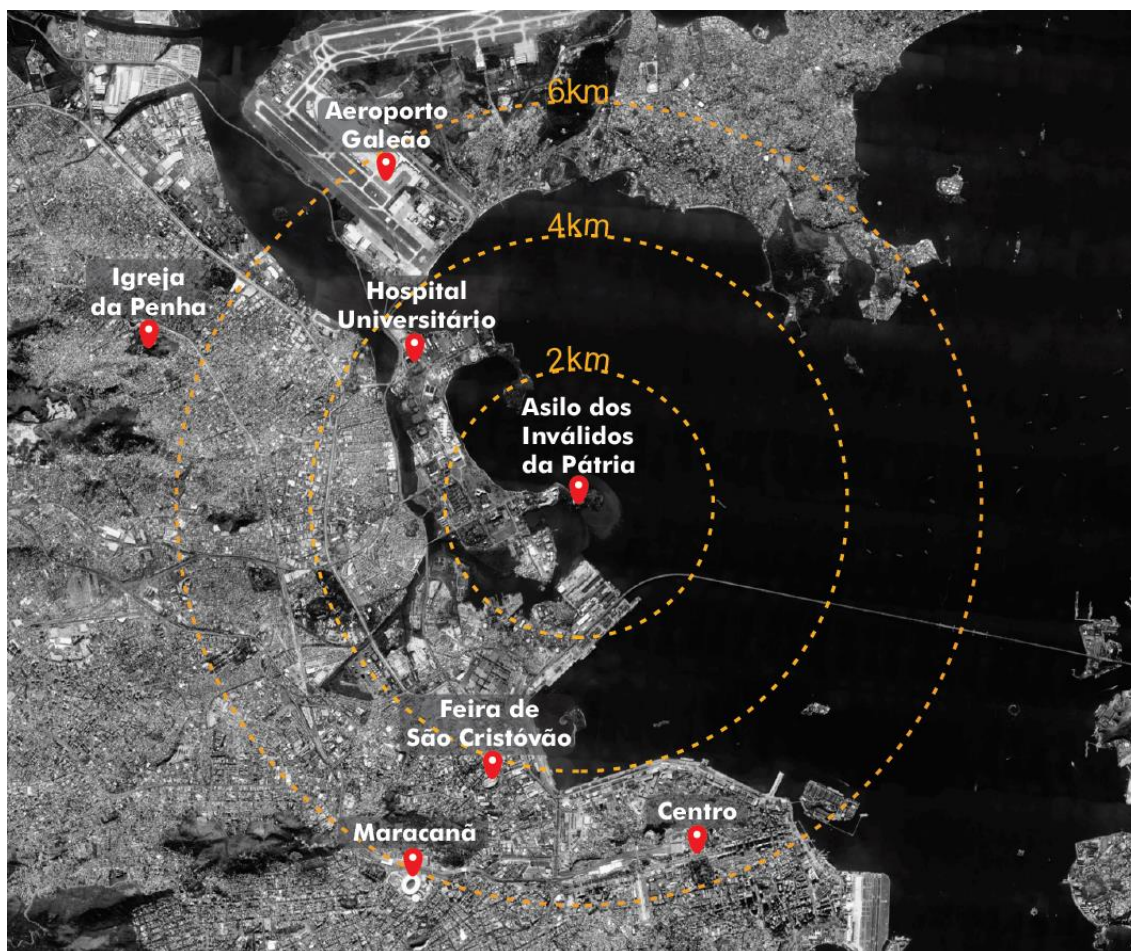 6km
Aeroporto
Galeão
4km
Igreja
da Penha
Hospital
Universitário
2km
Asilo dos
Inválidos
da Pátria
Feira de
São Cristóvão
Centro
Maracanã